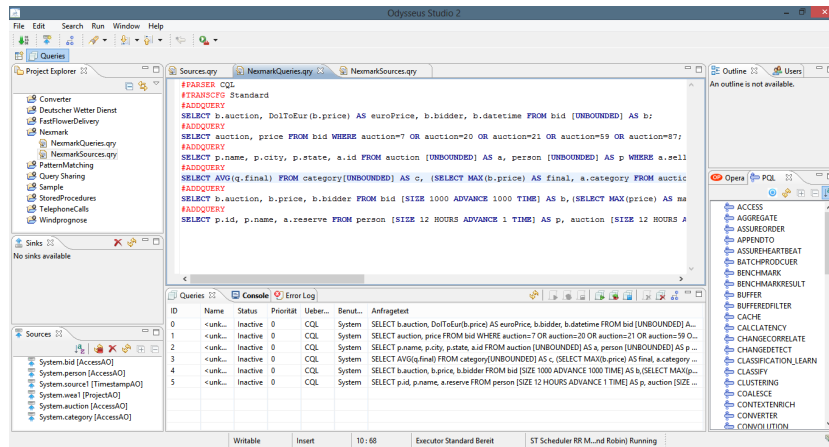 Odysseus Studio 2
File Edit Search Run Window Help
Queries
Project Explorer
Converter
Deutscher Wetter Dienst
FastFlowerDelivery
Nexmark
NexmarkQueries.qry
NexmarkSources.qry
PatternMatching
Query Sharing
Sample
StoredProcedures
TelephoneCalls
Windprognose
Sinks
No sinks available
Sources
System.bid [AccessAO]
System.person [AccessAO]
System.source1 [TimestampAO]
System.wea1 [ProjectAO]
System.auction [AccessAO]
System.category [AccessAO]
Sources.qry NexmarkQueries.qry NexmarkSources.qry
#PARSER CQL
#TRANSCFG Standard
#ADDQUERY
SELECT b.auction, DolToEur(b.price) AS euroPrice, b.bidder, b.datetime FROM bid [UNBOUNDED] AS b;
#ADDQUERY
SELECT auction, price FROM bid WHERE auction=7 OR auction=20 OR auction=21 OR auction=59 OR auction=87;
#ADDQUERY
SELECT p.name, p.city, p.state, a.id FROM auction [UNBOUNDED] AS a, person [UNBOUNDED] AS p WHERE a.sell
#ADDQUERY
SELECT AVG(q.final) FROM category[UNBOUNDED] AS c, (SELECT MAX(b.price) AS final, a.category FROM auctio
#ADDQUERY
SELECT b.auction, b.price, b.bidder FROM bid [SIZE 1000 ADVANCE 1000 TIME] AS b,(SELECT MAX(price) AS ma
#ADDQUERY
SELECT p.id, p.name, a.reserve FROM person [SIZE 12 HOURS ADVANCE 1 TIME] AS p, auction [SIZE 12 HOURS A
Queries Console Error Log
ID Name Status Priorität Ueber... Benut... Anfragetext
0 <unk... Inactive 0 CQL System SELECT b.auction, DolToEur(b.price) AS euroPrice, b.bidder, b.datetime FROM bid [UNBOUNDED] A...
1 <unk... Inactive 0 CQL System SELECT auction, price FROM bid WHERE auction=7 OR auction=20 OR auction=21 OR auction=59 O...
2 <unk... Inactive 0 CQL System SELECT p.name, p.city, p.state, a.id FROM auction [UNBOUNDED] AS a, person [UNBOUNDED] AS p ...
3 <unk... Inactive 0 CQL System SELECT AVG(q.final) FROM category[UNBOUNDED] AS c, (SELECT MAX(b.price) AS final, a.category ...
4 <unk... Inactive 0 CQL System SELECT b.auction, b.price, b.bidder FROM bid [SIZE 1000 ADVANCE 1000 TIME] AS b,(SELECT MAX(p...
5 <unk... Inactive 0 CQL System SELECT p.id, p.name, a.reserve FROM person [SIZE 12 HOURS ADVANCE 1 TIME] AS p, auction [SIZE ...
Outline Users
An outline is not available.
Opera PQL
ACCESS
AGGREGATE
ASSUREORDER
APPENDTO
ASSUREHEARTBEAT
BATCHPRODCUER
BENCHMARK
BENCHMARKRESULT
BUFFER
BUFFEREDFILTER
CACHE
CALCLATENCY
CHANGECORRELATE
CHANGEDETECT
CLASSIFICATION_LEARN
CLASSIFY
CLUSTERING
COALESCE
CONTEXTENRICH
CONVERTER
CONVOLUTION
Writable Insert 10 : 68 Executor Standard Bereit ST Scheduler RR M...nd Robin) Running